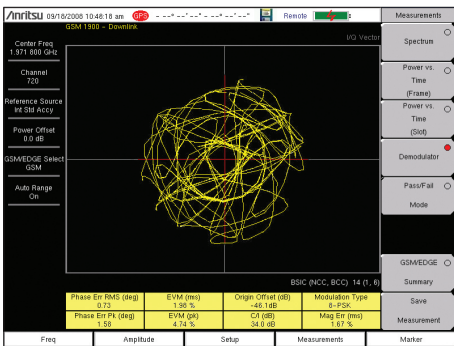 Anritsu 09/16/2008 10:48:18 am GPS - --°--'--" - --°--'--" Remote Measurements
GSM 1900 - Downlink
I/Q Vector
Center Freq
1.971 800 GHz
Channel
720
Reference Source
Int Std Accy
Power Offset
0.0 dB
GSM/EDGE Select
GSM
Auto Range
On
Spectrum
Power vs.
Time
(Frame)
Power vs.
Time
(Slot)
Demodulator
Pass/Fail
Mode
GSM/EDGE
Summary
Save
Measurement
BSIC (NCC, BCC) 14 (1, 6)
Phase Err RMS (deg) EVM (rms) Origin Offset (dB) Modulation Type
0.73 1.98 % -46.1dB 8-PSK
Phase Err Pk (deg) EVM (pk) C/I (dB) Mag Err (rms)
1.58 4.74 % 34.0 dB 1.67 %
Freq Amplitude Setup Measurements Marker